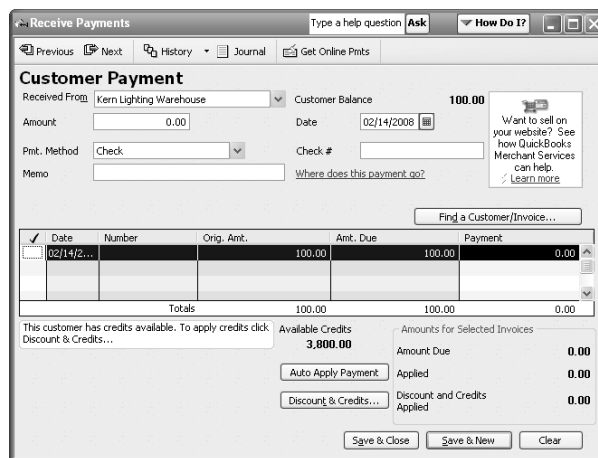 Receive Payments
Type a help question Ask
How Do I?
Previous Next History Journal Get Online Pmts
Customer Payment
Received From Kern Lighting Warehouse
Customer Balance 100.00
Amount 0.00
Date 02/14/2008
Pmt. Method Check
Check #
Memo
Where does this payment go?
Want to sell on
your website? See
how QuickBooks
Merchant Services
can help.
Learn more
Find a Customer/Invoice...
Date Number Orig. Amt. Amt. Due Payment
02/14/2... 100.00 100.00 0.00
Totals 100.00 100.00 0.00
This customer has credits available. To apply credits click
Discount & Credits...
Available Credits
3,800.00
Auto Apply Payment
Discount & Credits...
Amounts for Selected Invoices
Amount Due 0.00
Applied 0.00
Discount and Credits
Applied 0.00
Save & Close Save & New Clear